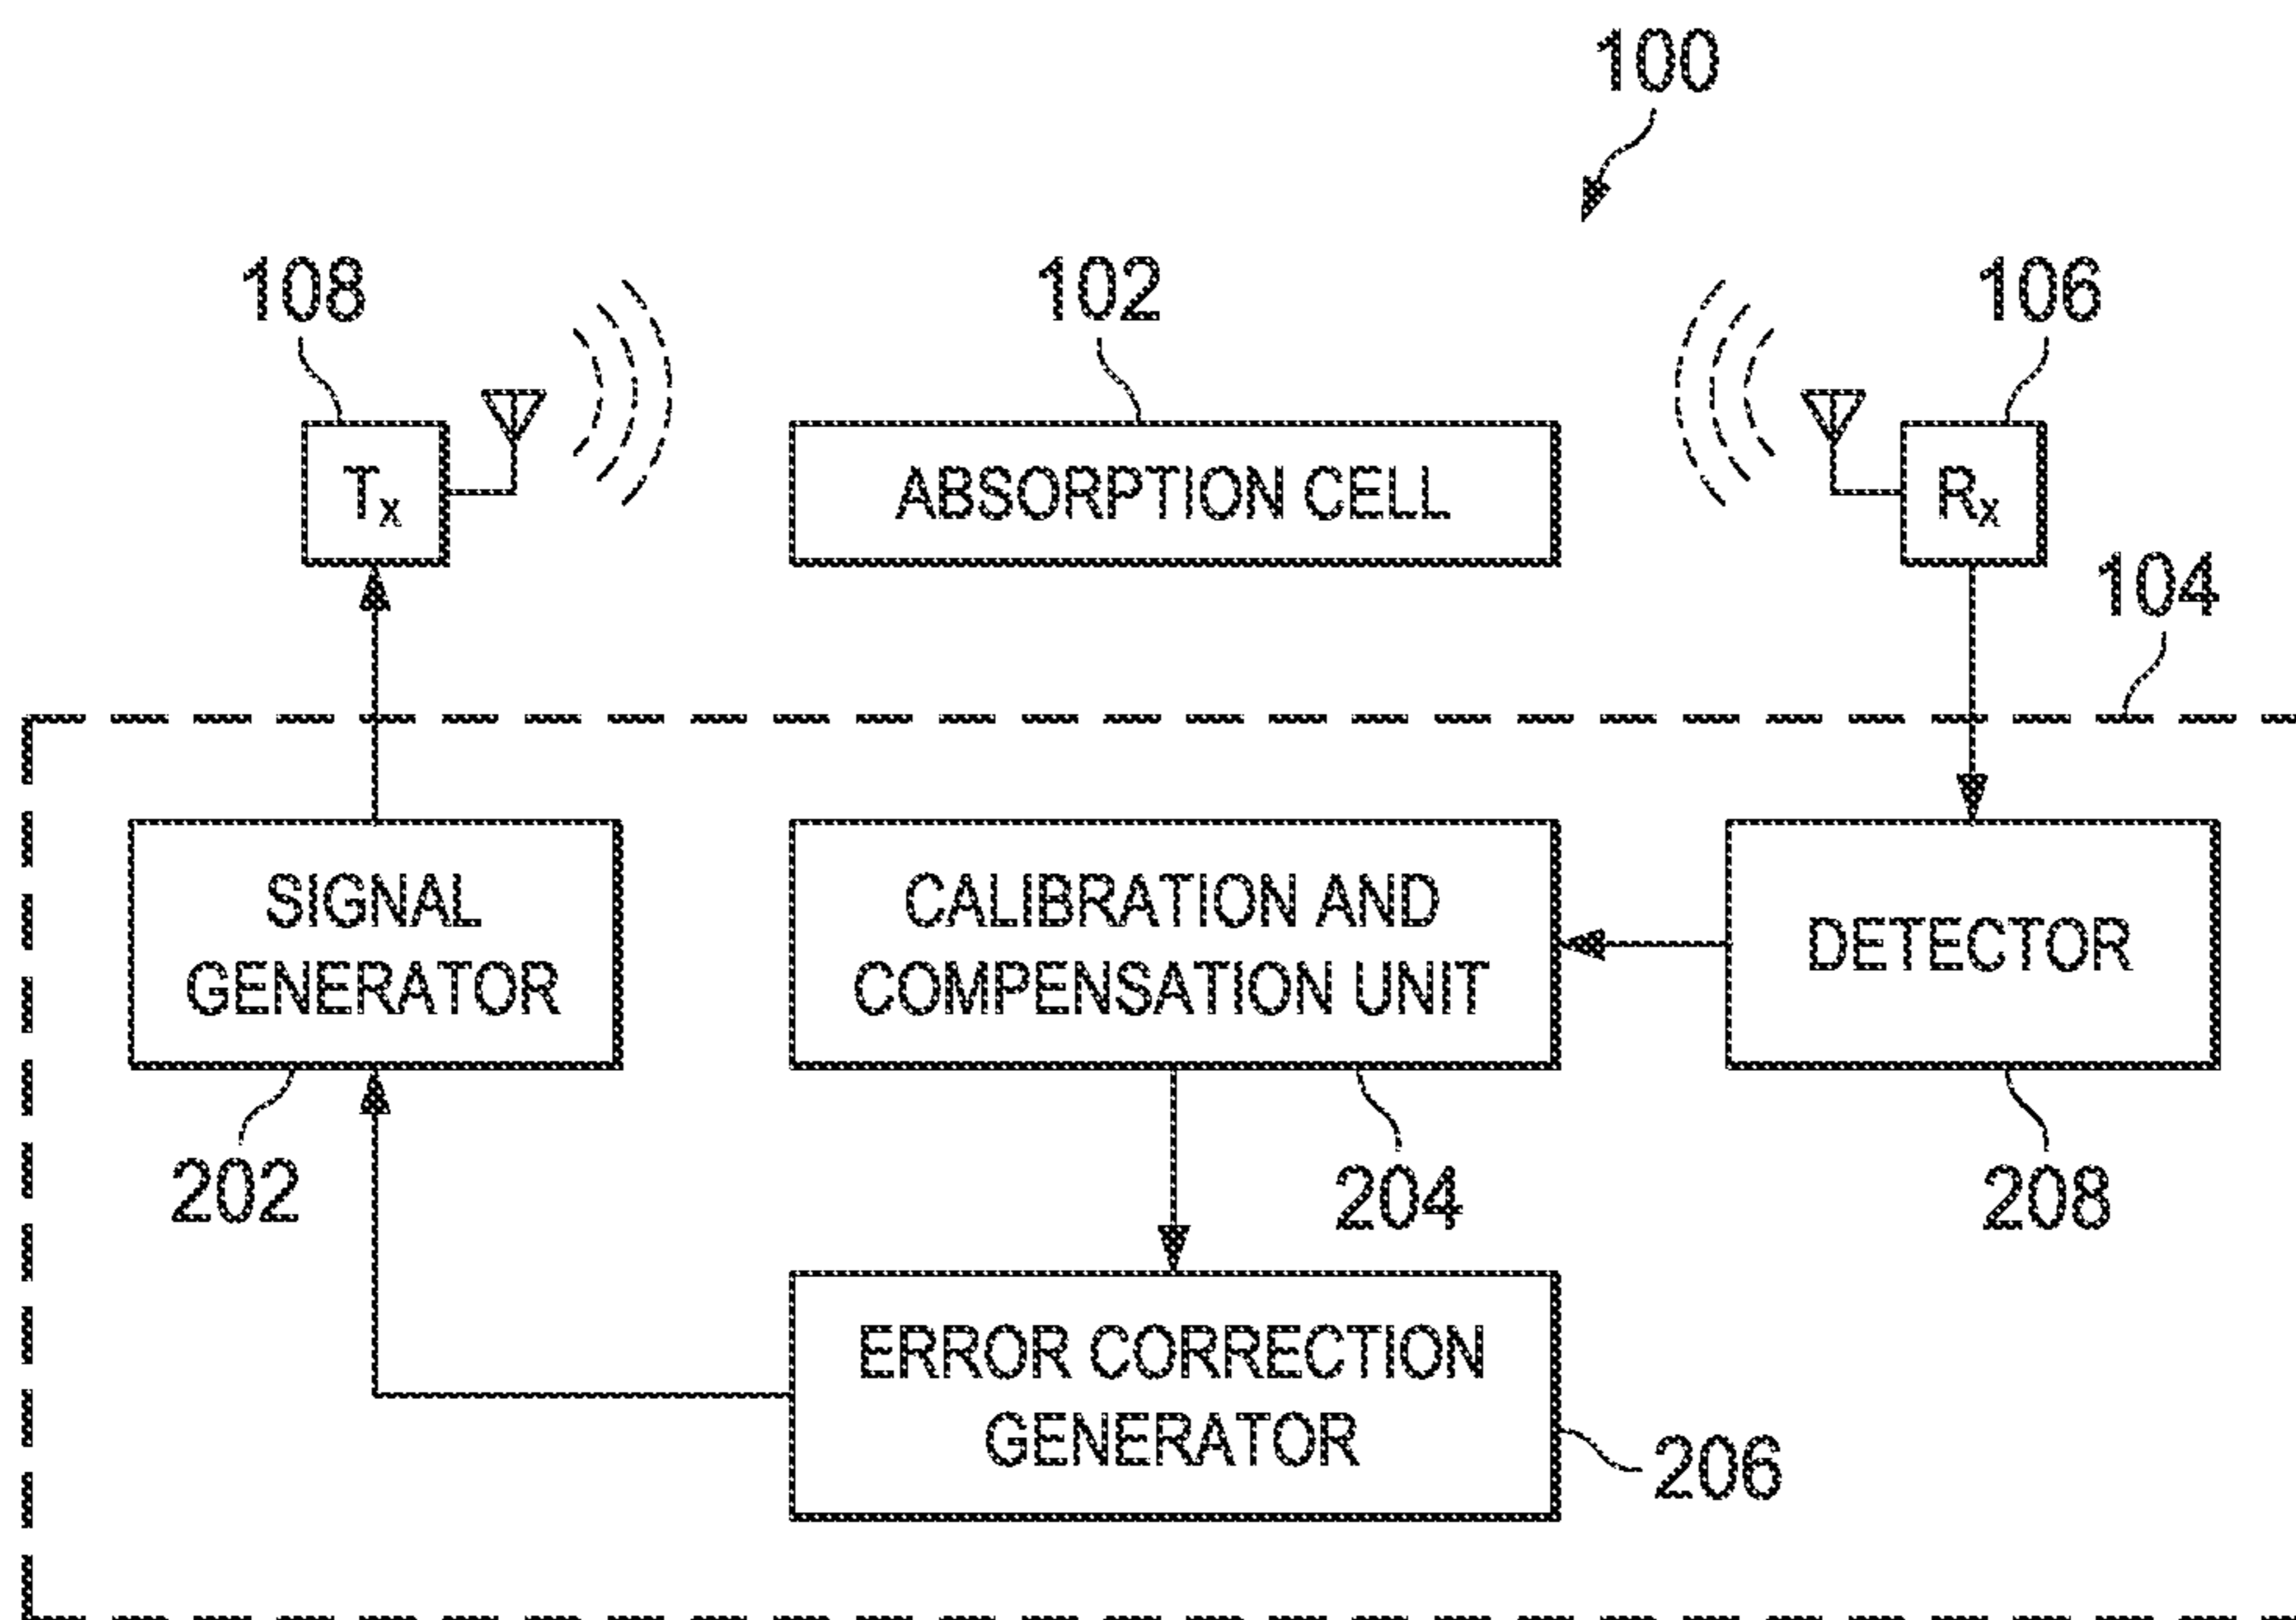 100
108
102
106
Tx
ABSORPTION CELL
Rx
104
SIGNAL
GENERATOR
CALIBRATION AND
COMPENSATION UNIT
DETECTOR
202
204
208
ERROR CORRECTION
GENERATOR
206